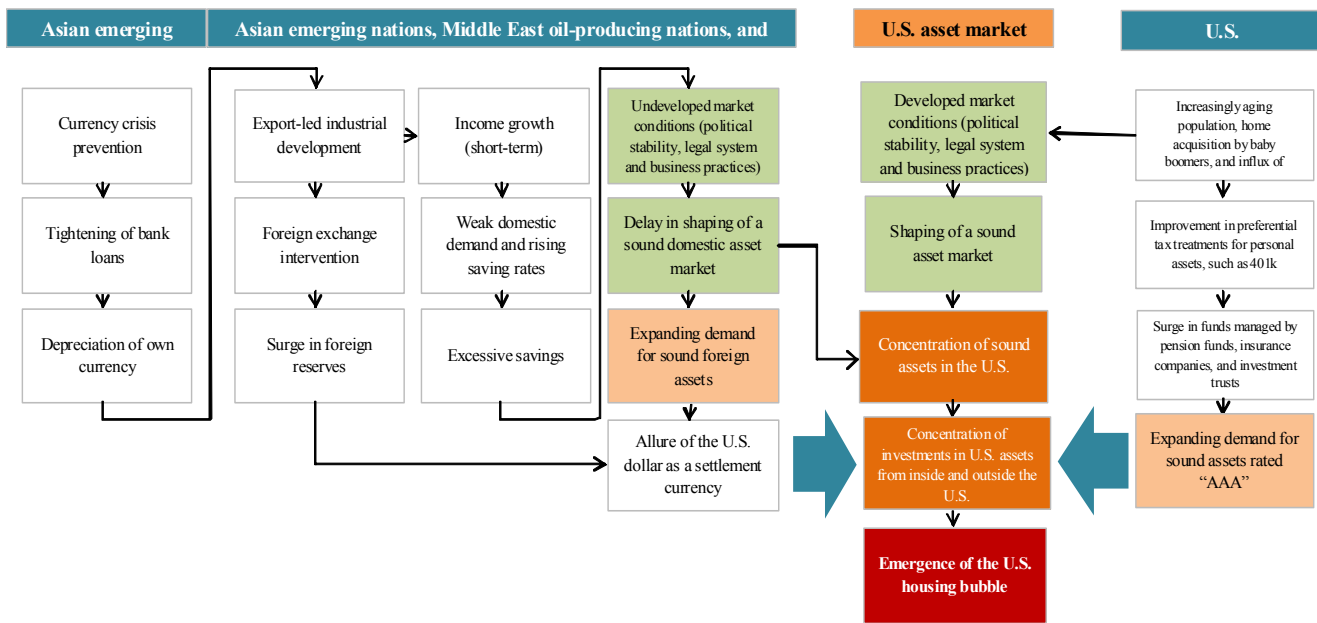 Asian emerging
Asian emerging nations, Middle East oil-producing nations, and
U.S. asset market
U.S.
Currency crisis
prevention
Tightening of bank
loans
Depreciation of own
currency
Export-led industrial
development
Foreign exchange
intervention
Surge in foreign
reserves
Income growth
(short-term)
Weak domestic
demand and rising
saving rates
Excessive savings
Undeveloped market
conditions (political
stability, legal system
and business practices)
Delay in shaping of a
sound domestic asset
market
Expanding demand
for sound foreign
assets
Allure of the U.S.
dollar as a settlement
currency
Developed market
conditions (political
stability, legal system
and business practices)
Shaping of a sound
asset market
Concentration of sound
assets in the U.S.
Concentration of
investments in U.S. assets
from inside and outside the
U.S.
Emergence of the U.S.
housing bubble
Increasingly aging
population, home
acquisition by baby
boomers, and influx of
Improvement in preferential
tax treatments for personal
assets, such as 401k
Surge in funds managed by
pension funds, insurance
companies, and investment
trusts
Expanding demand for
sound assets rated
“AAA”